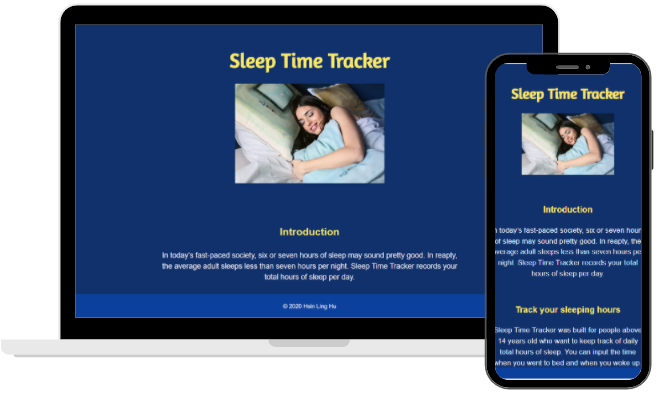 Sleep Time Tracker
Introduction
In today's fast-paced society, six or seven hours of sleep may sound pretty good. In reapty,
the average adult sleeps less than seven hours per night. Sleep Time Tracker records your
total hours of sleep per day.
© 2020 Hsin Ling Hu
Sleep Time Tracker
Introduction
n today's fast-paced society, six or seven hour
of sleep may sound pretty good. In reapty, the
average adult sleeps less than seven hours pe
night. Sleep Time Tracker records your total
hours of sleep per day.
Track your sleeping hours
Sleep Time Tracker was built for people above
14 years old who want to keep track of daily
total hours of sleep. You can input the time
when you went to bed and when you woke up